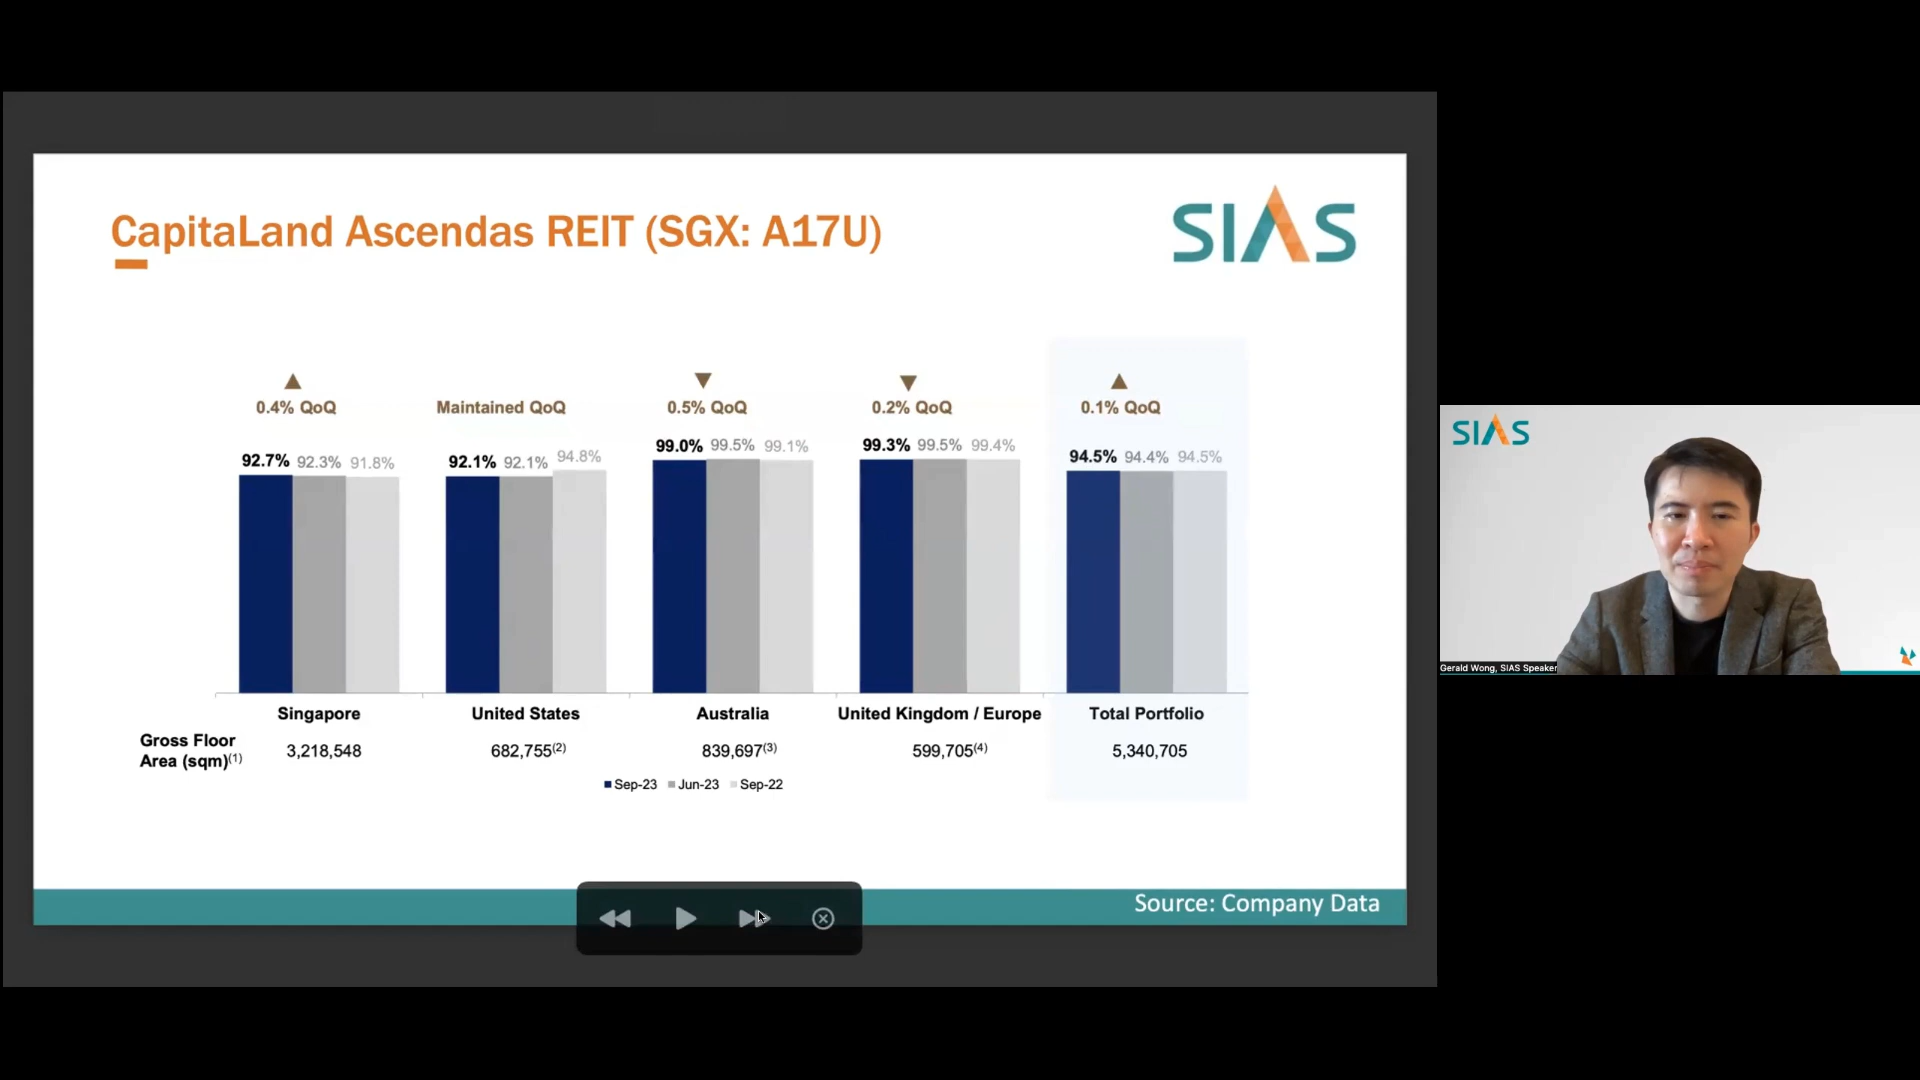 CapitaLand Ascendas REIT (SGX: A17U)
SIAS
▲ ▼ ▼ ▲
0.4% QoQ Maintained QoQ 0.5% QoQ 0.2% QoQ 0.1% QoQ
92.7% 92.3% 91.8% 92.1% 92.1% 94.8% 99.0% 99.5% 99.1% 99.3% 99.5% 99.4% 94.5% 94.4% 94.5%
Singapore United States Australia United Kingdom / Europe Total Portfolio
Gross Floor
Area (sqm)(1) 3,218,548 682,755(2) 839,697(3) 599,705(4) 5,340,705
Sep-23 Jun-23 Sep-22
Source: Company Data
SIAS
Gerald Wong, SIAS Speaker